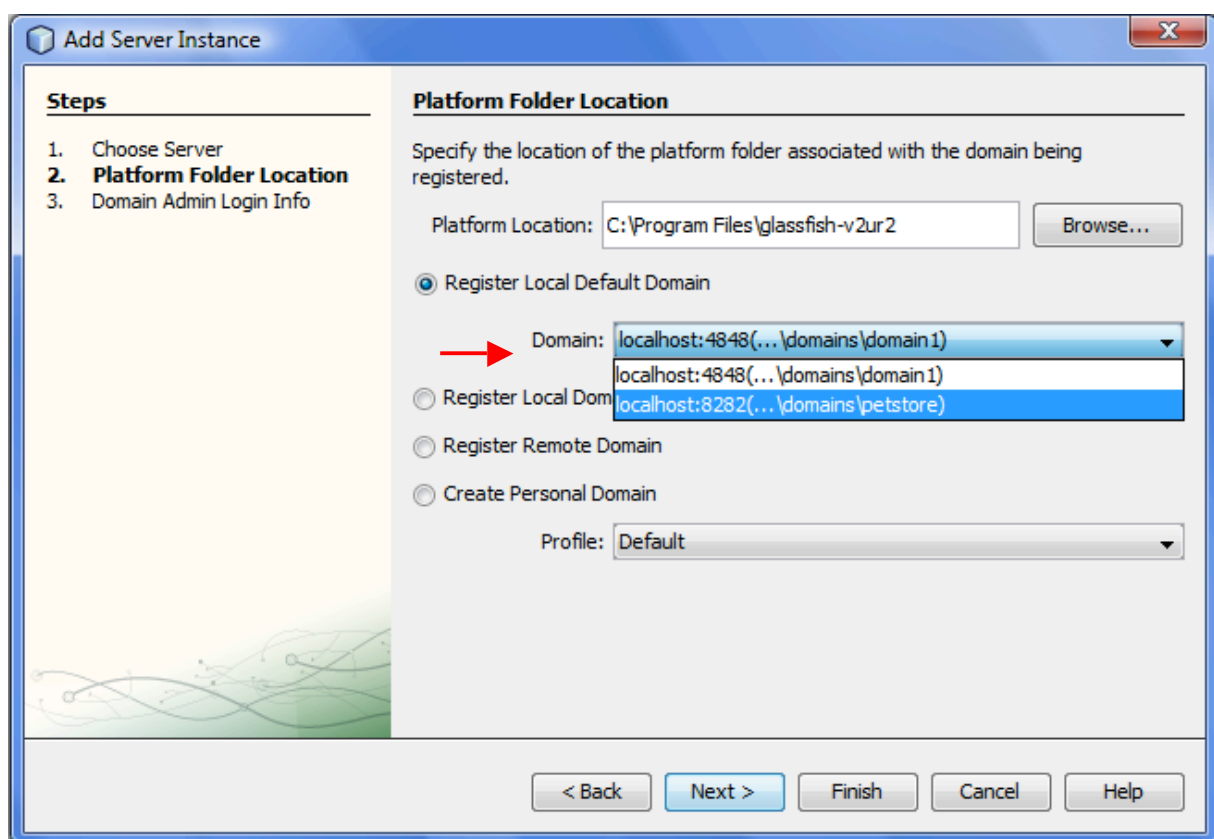 Add Server Instance
Steps
1. Choose Server
2. Platform Folder Location
3. Domain Admin Login Info
Platform Folder Location
Specify the location of the platform folder associated with the domain being
registered.
Platform Location: C:\Program Files\glassfish-v2ur2 Browse...
Register Local Default Domain
Domain: localhost:4848(...\domains\domain1)
localhost:4848(...\domains\domain1)
Register Local Dom localhost:8282(...\domains\petstore)
Register Remote Domain
Create Personal Domain
Profile: Default
< Back Next > Finish Cancel Help